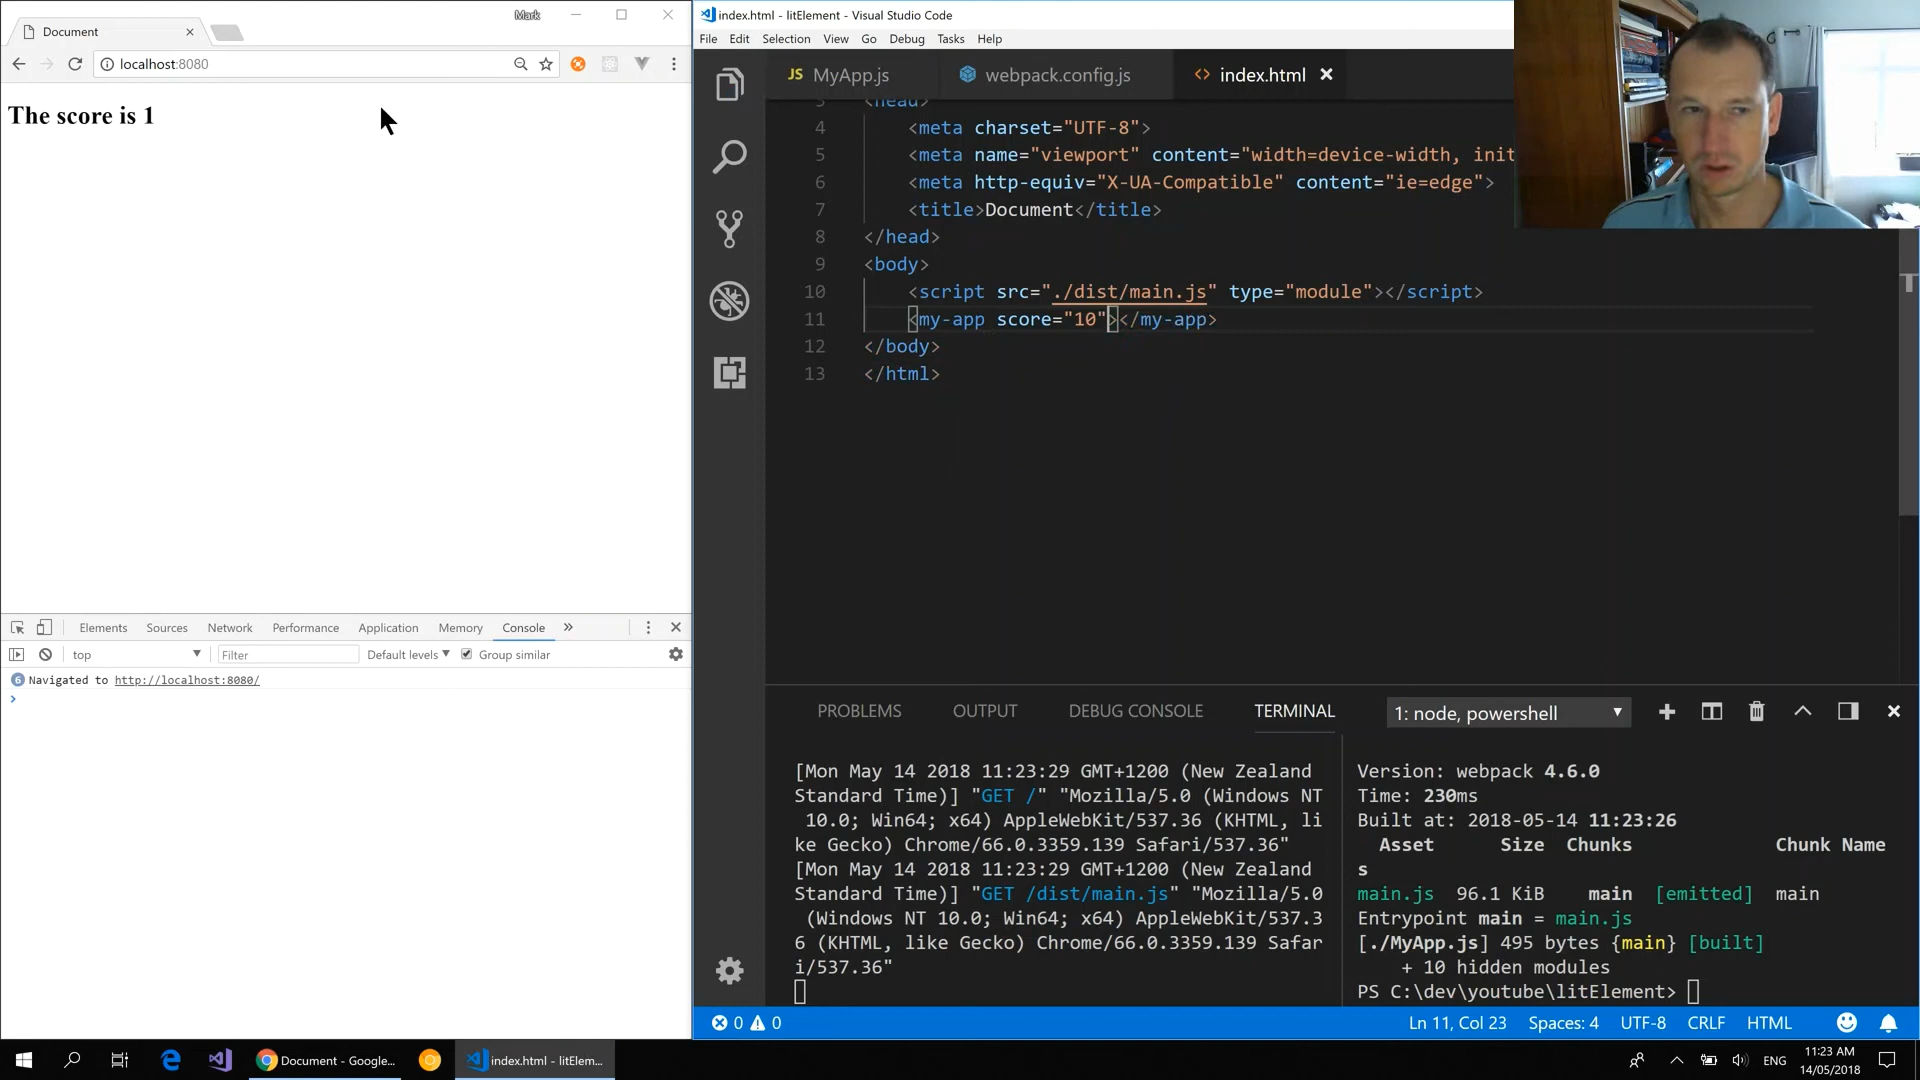 Mark
Document
localhost:8080
The score is 1
Elements Sources Network Performance Application Memory Console »
top Filter Default levels Group similar
6 Navigated to http://localhost:8080/
>
index.html - litElement - Visual Studio Code
File Edit Selection View Go Debug Tasks Help
JS MyApp.js webpack.config.js <> index.html
3 <head>
4 <meta charset="UTF-8">
5 <meta name="viewport" content="width=device-width, init
6 <meta http-equiv="X-UA-Compatible" content="ie=edge">
7 <title>Document</title>
8 </head>
9 <body>
10 <script src="./dist/main.js" type="module"></script>
11 <my-app score="10"></my-app>
12 </body>
13 </html>
PROBLEMS OUTPUT DEBUG CONSOLE TERMINAL 1: node, powershell
[Mon May 14 2018 11:23:29 GMT+1200 (New Zealand
Standard Time)] "GET /" "Mozilla/5.0 (Windows NT
10.0; Win64; x64) AppleWebKit/537.36 (KHTML, li
ke Gecko) Chrome/66.0.3359.139 Safari/537.36"
[Mon May 14 2018 11:23:29 GMT+1200 (New Zealand
Standard Time)] "GET /dist/main.js" "Mozilla/5.0
(Windows NT 10.0; Win64; x64) AppleWebKit/537.3
6 (KHTML, like Gecko) Chrome/66.0.3359.139 Safar
i/537.36"
Version: webpack 4.6.0
Time: 230ms
Built at: 2018-05-14 11:23:26
Asset Size Chunks Chunk Name
s
main.js 96.1 KiB main [emitted] main
Entrypoint main = main.js
[./MyApp.js] 495 bytes {main} [built]
+ 10 hidden modules
PS C:\dev\youtube\litElement>
0 0 Ln 11, Col 23 Spaces: 4 UTF-8 CRLF HTML
Document - Google... index.html - litElem... ENG 11:23 AM
14/05/2018